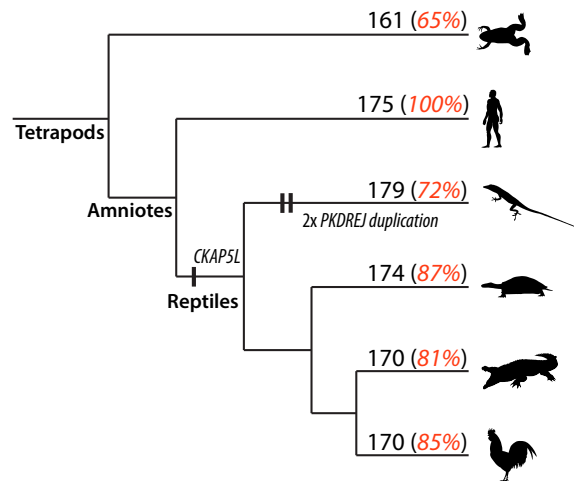 161 (65%)
175 (100%)
Tetrapods
179 (72%)
Amniotes
2x PKDREJ duplication
CKAP5L
174 (87%)
Reptiles
170 (81%)
170 (85%)